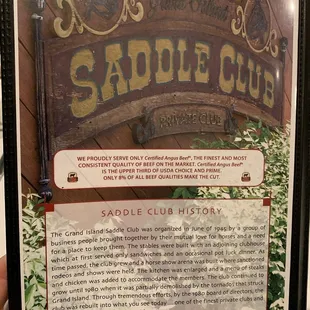 Grand Island
SADDLE CLUB
PRIVATE CLUB
WE PROUDLY SERVE ONLY Certified Angus Beef®, THE FINEST AND MOST
CONSISTENT QUALITY OF BEEF ON THE MARKET. Certified Angus Beef®
IS THE UPPER THIRD OF USDA CHOICE AND PRIME.
ONLY 8% OF ALL BEEF QUALITIES MAKE THE CUT.
SADDLE CLUB HISTORY
The Grand Island Saddle Club was organized in June of 1945 by a group of
business people brought together by their mutual love for horses and a need
for a place to keep them. The stables were built with an adjoining clubhouse
which at first served only sandwiches and an occasional pot luck dinner. As
time passed, the club grew and a horse show arena was built where sanctioned
rodeos and shows were held. The kitchen was enlarged and a menu of steaks
and chicken was added to accommodate the members. The club continued to
grow until 1980 when it was partially demolished by the tornado that struck
Grand Island. Through tremendous efforts, by the 1980 board of directors, the
club was rebuilt into what you see today ... one of the finest private clubs and